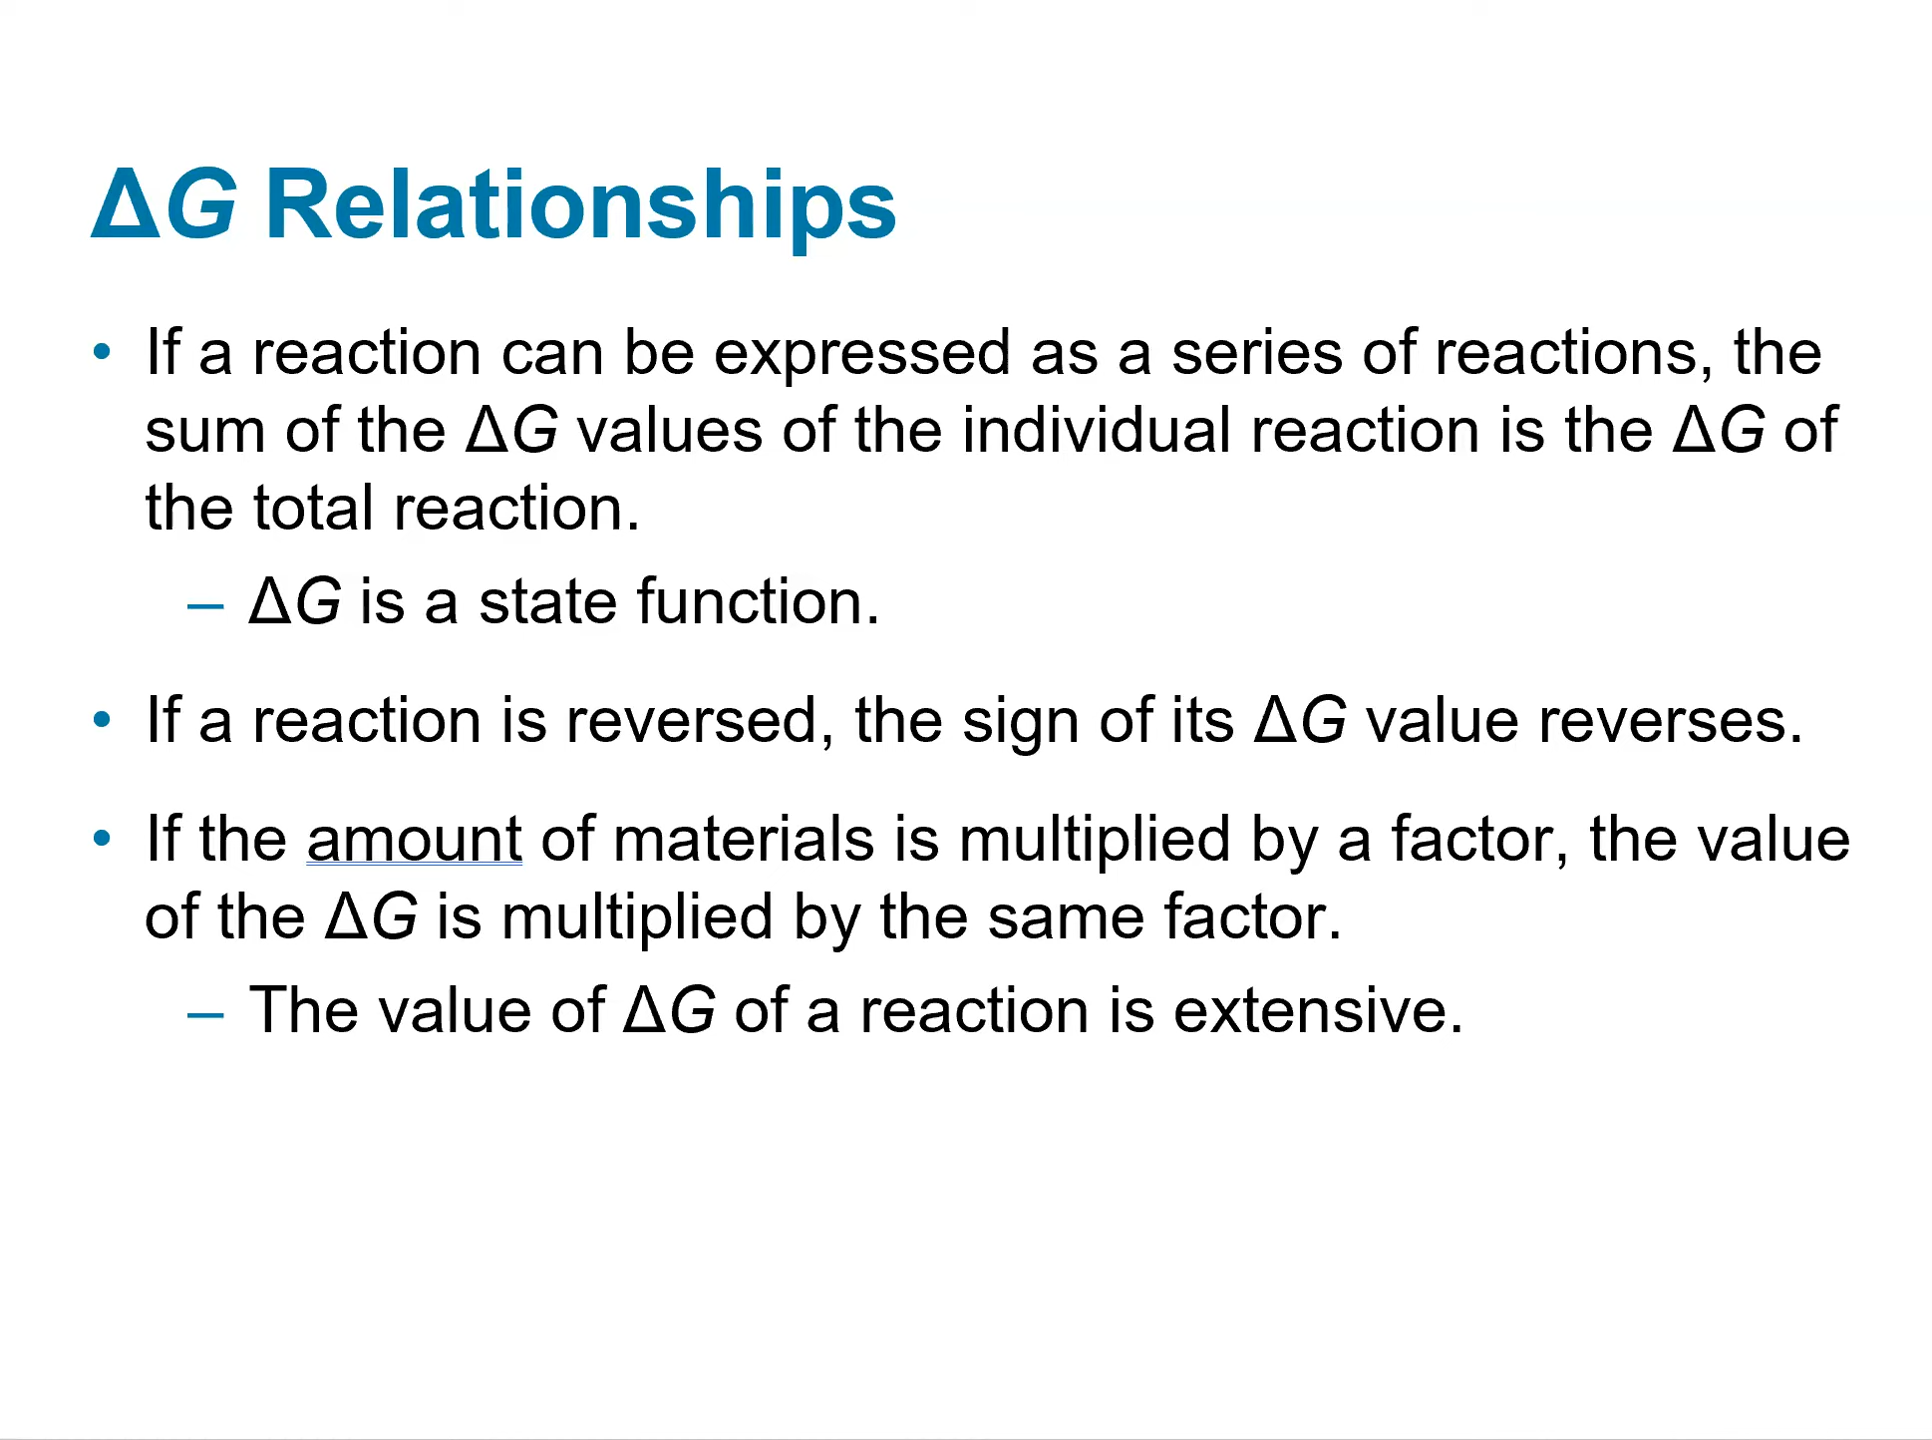 ΔG Relationships
• If a reaction can be expressed as a series of reactions, the
sum of the ΔG values of the individual reaction is the ΔG of
the total reaction.
– ΔG is a state function.
• If a reaction is reversed, the sign of its ΔG value reverses.
• If the amount of materials is multiplied by a factor, the value
of the ΔG is multiplied by the same factor.
– The value of ΔG of a reaction is extensive.